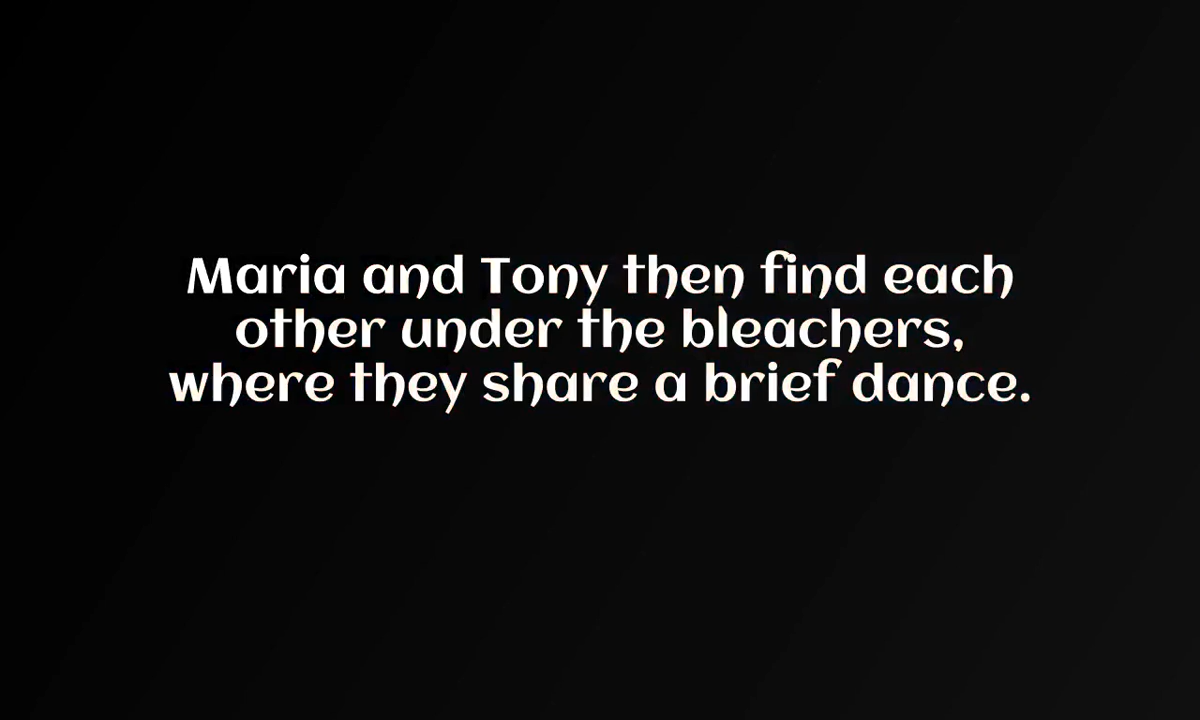 Maria and Tony then find each
other under the bleachers,
where they share a brief dance.